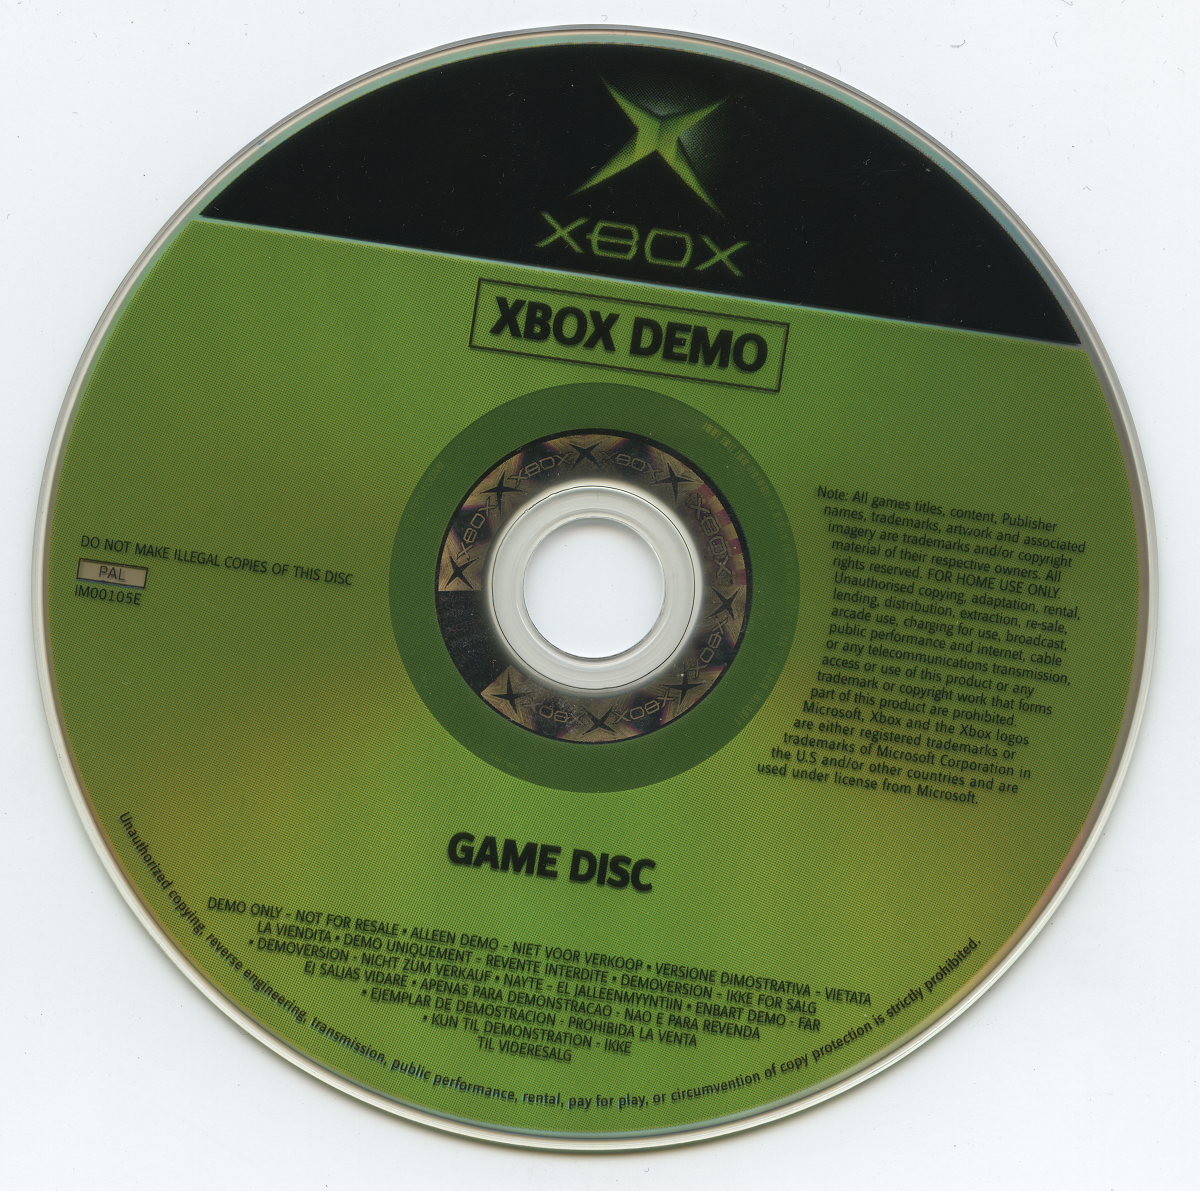 XBOX
XBOX DEMO
DO NOT MAKE ILLEGAL COPIES OF THIS DISC
PAL
IM00105E
XBOX XBOX XBOX XBOX XBOX XBOX XBOX
Note: All games titles, content, Publisher
names, trademarks, artwork and associated
imagery are trademarks and/or copyright
material of their respective owners. All
rights reserved. FOR HOME USE ONLY.
Unauthorised copying, adaptation, rental,
lending, distribution, extraction, re-sale,
arcade use, charging for use, broadcast,
public performance and internet, cable
or any telecommunications transmission,
access or use of this product or any
trademark or copyright work that forms
part of this product are prohibited.
Microsoft, Xbox and the Xbox logos
are either registered trademarks or
trademarks of Microsoft Corporation in
the U.S and/or other countries and are
used under license from Microsoft.
GAME DISC
DEMO ONLY - NOT FOR RESALE • ALLEEN DEMO - NIET VOOR VERKOOP • VERSIONE DIMOSTRATIVA - VIETATA
LA VIENDITA • DEMO UNIQUEMENT - REVENTE INTERDITE • DEMOVERSION - IKKE FOR SALG
• DEMOVERSION - NICHT ZUM VERKAUF • NAYTE - EL JALLEENMYYNTIIN • ENBART DEMO - FAR
EJ SALJAS VIDARE • APENAS PARA DEMONSTRACAO - NAO E PARA REVENDA
• EJEMPLAR DE DEMOSTRACION - PROHIBIDA LA VENTA
• KUN TIL DEMONSTRATION - IKKE
TIL VIDERESALG
Unauthorized copying, reverse engineering, transmission, public performance, rental, pay for play, or circumvention of copy protection is strictly prohibited.